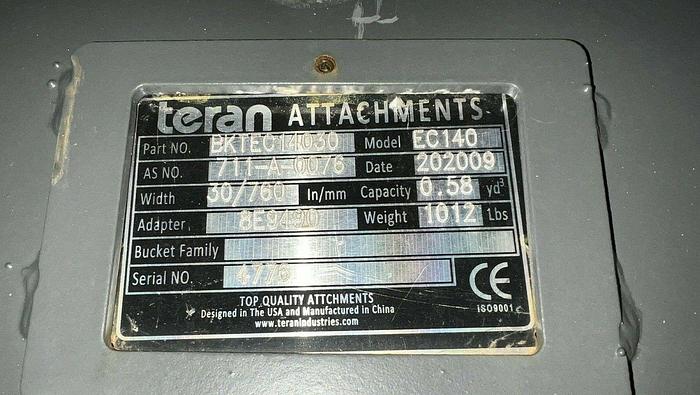 teran ATTACHMENTS
Part NO. BKTEC14030 Model EC140
AS NO. 711-A-0076 Date 202009
Width 30/760 In/mm Capacity 0.58 yd³
Adapter 8E9490 Weight 1012 Lbs
Bucket Family
Serial NO. CE
TOP QUALITY ATTCHMENTS ISO9001
Designed in The USA and Manufactured in China
www.teranindustries.com